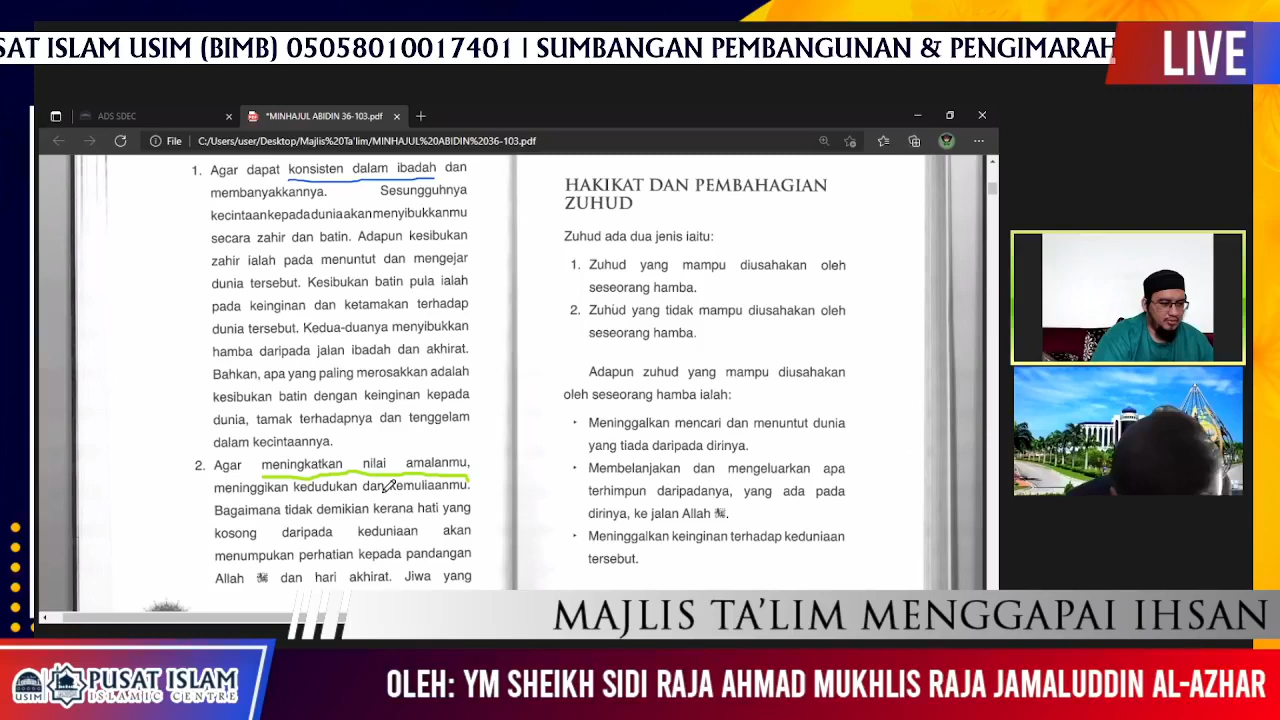 SAT ISLAM USIM (BIMB) 05058010017401 | SUMBANGAN PEMBANGUNAN & PENGIMARAH
LIVE
ADS SDEC
*MINHAJUL ABIDIN 36-103.pdf
File
C:/Users/user/Desktop/Majlis%20Ta'lim/MINHAJUL%20ABIDIN%2036-103.pdf
1. Agar dapat konsisten dalam ibadah dan
membanyakkannya. Sesungguhnya
kecintaan kepada dunia akan menyibukkanmu
secara zahir dan batin. Adapun kesibukan
zahir ialah pada menuntut dan mengejar
dunia tersebut. Kesibukan batin pula ialah
pada keinginan dan ketamakan terhadap
dunia tersebut. Kedua-duanya menyibukkan
hamba daripada jalan ibadah dan akhirat.
Bahkan, apa yang paling merosakkan adalah
kesibukan batin dengan keinginan kepada
dunia, tamak terhadapnya dan tenggelam
dalam kecintaannya.
2. Agar meningkatkan nilai amalanmu,
meninggikan kedudukan dan kemuliaanmu.
Bagaimana tidak demikian kerana hati yang
kosong daripada keduniaan akan
menumpukan perhatian kepada pandangan
Allah ﷻ dan hari akhirat. Jiwa yang
HAKIKAT DAN PEMBAHAGIAN
ZUHUD
Zuhud ada dua jenis iaitu:
1. Zuhud yang mampu diusahakan oleh
seseorang hamba.
2. Zuhud yang tidak mampu diusahakan oleh
seseorang hamba.
Adapun zuhud yang mampu diusahakan
oleh seseorang hamba ialah:
• Meninggalkan mencari dan menuntut dunia
yang tiada daripada dirinya.
• Membelanjakan dan mengeluarkan apa
terhimpun daripadanya, yang ada pada
dirinya, ke jalan Allah ﷻ.
• Meninggalkan keinginan terhadap keduniaan
tersebut.
MAJLIS TA'LIM MENGGAPAI IHSAN
USIM
PUSAT ISLAM
ISLAMIC CENTRE
OLEH: YM SHEIKH SIDI RAJA AHMAD MUKHLIS RAJA JAMALUDDIN AL-AZHAR